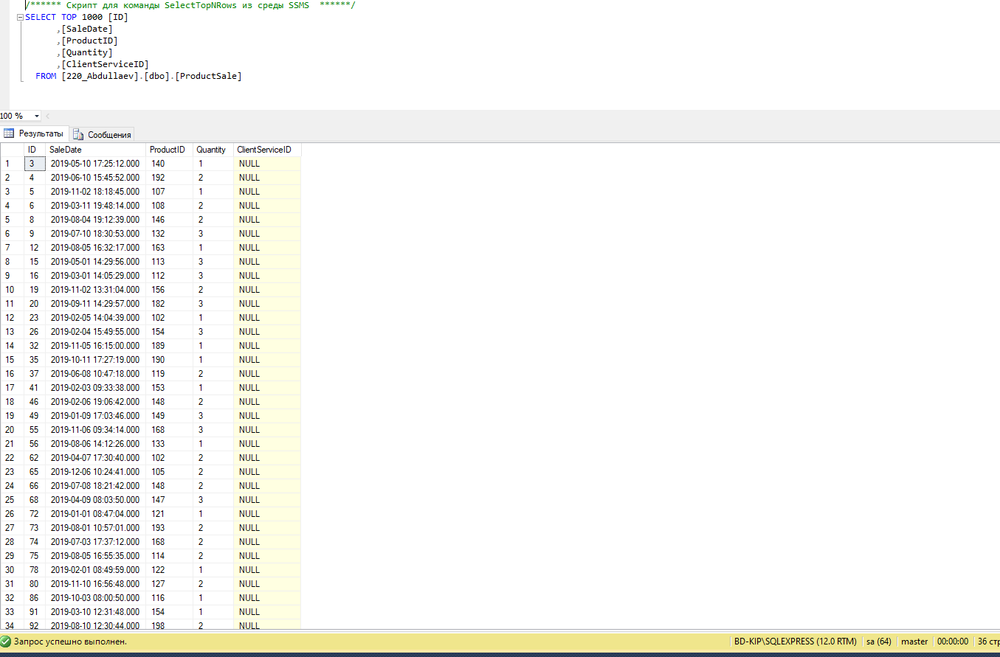 /****** Скрипт для команды SelectTopNRows из среды SSMS  ******/
SELECT TOP 1000 [ID]
,[SaleDate]
,[ProductID]
,[Quantity]
,[ClientServiceID]
FROM [220_Abdullaev].[dbo].[ProductSale]
100 %
Результаты Сообщения
ID SaleDate ProductID Quantity ClientServiceID
1 3 2019-05-10 17:25:12.000 140 1 NULL
2 4 2019-06-10 15:45:52.000 192 2 NULL
3 5 2019-11-02 18:18:45.000 107 1 NULL
4 6 2019-03-11 19:48:14.000 108 2 NULL
5 8 2019-08-04 19:12:39.000 146 2 NULL
6 9 2019-07-10 18:30:53.000 132 3 NULL
7 12 2019-08-05 16:32:17.000 163 1 NULL
8 15 2019-05-01 14:29:56.000 113 3 NULL
9 16 2019-03-01 14:05:29.000 112 3 NULL
10 19 2019-11-02 13:31:04.000 156 2 NULL
11 20 2019-09-11 14:29:57.000 182 3 NULL
12 23 2019-02-05 14:04:39.000 102 1 NULL
13 26 2019-02-04 15:49:55.000 154 3 NULL
14 32 2019-11-05 16:15:00.000 189 1 NULL
15 35 2019-10-11 17:27:19.000 190 1 NULL
16 37 2019-06-08 10:47:18.000 119 2 NULL
17 41 2019-02-03 09:33:38.000 153 1 NULL
18 46 2019-02-06 19:06:42.000 148 2 NULL
19 49 2019-01-09 17:03:46.000 149 3 NULL
20 55 2019-11-06 09:34:14.000 168 3 NULL
21 56 2019-08-06 14:12:26.000 133 1 NULL
22 62 2019-04-07 17:30:40.000 102 2 NULL
23 65 2019-12-06 10:24:41.000 105 2 NULL
24 66 2019-07-08 18:21:42.000 148 2 NULL
25 68 2019-04-09 08:03:50.000 147 3 NULL
26 72 2019-01-01 08:47:04.000 121 1 NULL
27 73 2019-08-01 10:57:01.000 193 2 NULL
28 74 2019-07-03 17:37:12.000 168 2 NULL
29 75 2019-08-05 16:55:35.000 114 2 NULL
30 78 2019-02-01 08:49:59.000 122 1 NULL
31 80 2019-11-10 16:56:48.000 127 2 NULL
32 86 2019-10-03 08:00:50.000 116 1 NULL
33 91 2019-03-10 12:31:48.000 154 1 NULL
34 92 2019-08-10 12:30:44.000 198 2 NULL
Запрос успешно выполнен. BD-KIP\SQLEXPRESS (12.0 RTM) sa (64) master 00:00:00 36 стр